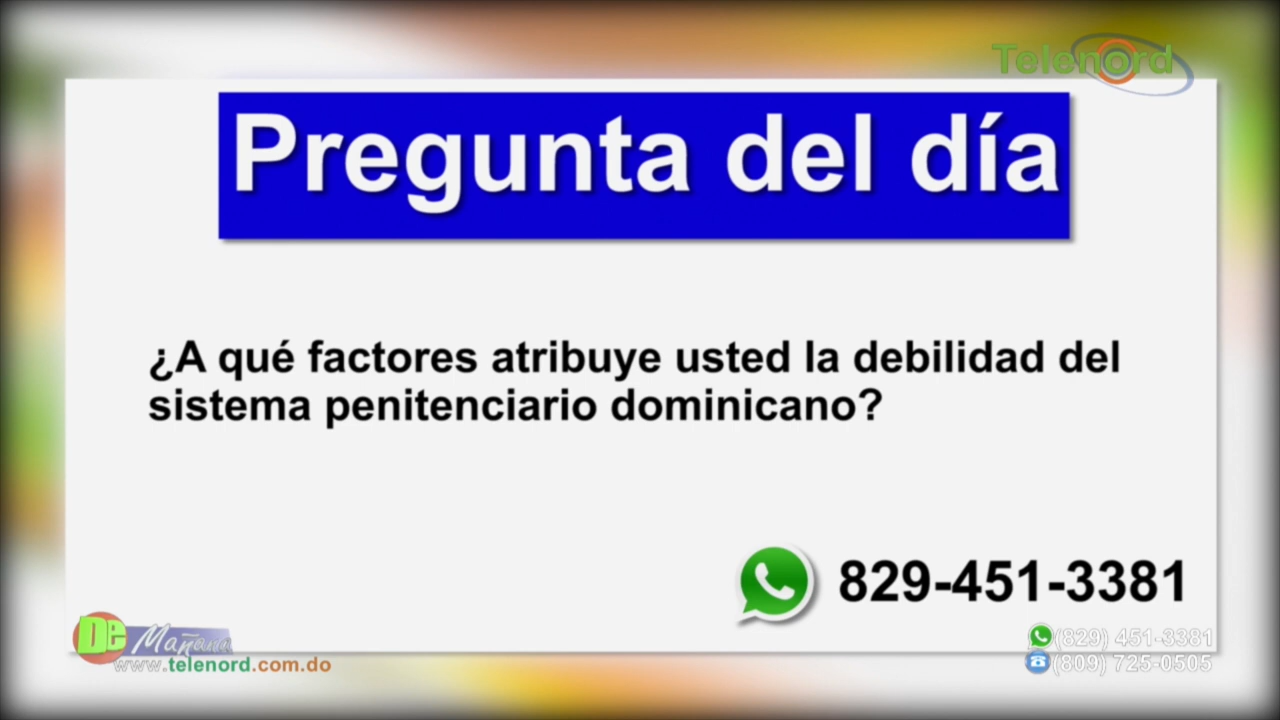 Telenord
Pregunta del día
¿A qué factores atribuye usted la debilidad del
sistema penitenciario dominicano?
829-451-3381
De Mañana
www.telenord.com.do
(829) 451-3381
(809) 725-0505